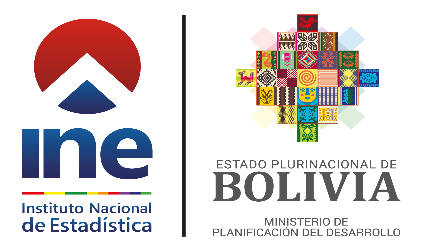 ine
Instituto Nacional
de Estadística
ESTADO PLURINACIONAL DE
BOLIVIA
MINISTERIO DE
PLANIFICACIÓN DEL DESARROLLO